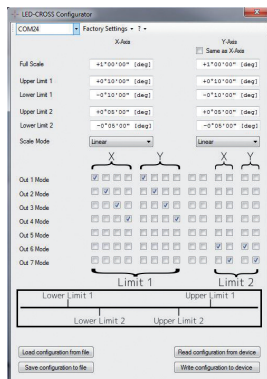 LED-CROSS Configurator
COM24 Factory Settings ?
X-Axis Y-Axis
Same as X-Axis
Full Scale +1°00'00" [deg] +1°00'00" [deg]
Upper Limit 1 +0°10'00" [deg] +0°10'00" [deg]
Lower Limit 1 -0°10'00" [deg] -0°10'00" [deg]
Upper Limit 2 +0°05'00" [deg] +0°05'00" [deg]
Lower Limit 2 -0°05'00" [deg] -0°05'00" [deg]
Scale Mode Linear Linear
X Y X Y
Out 1 Mode
Out 2 Mode
Out 3 Mode
Out 4 Mode
Out 5 Mode
Out 6 Mode
Out 7 Mode
Limit 1 Limit 2
Lower Limit 1 Upper Limit 1
Lower Limit 2 Upper Limit 2
Load configuration from file Read configuration from device
Save configuration to file Write configuration to device